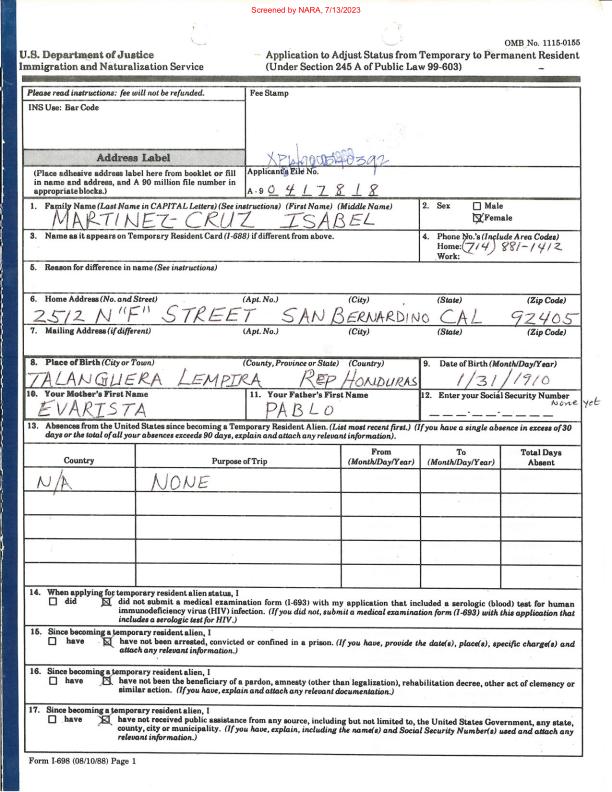 Screened by NARA, 7/13/2023
OMB No. 1115-0155
U.S. Department of Justice
Immigration and Naturalization Service
Application to Adjust Status from Temporary to Permanent Resident
(Under Section 245 A of Public Law 99-603)
Please read instructions: fee will not be refunded.
Fee Stamp
INS Use: Bar Code
Address Label
(Place adhesive address label here from booklet or fill in name and address, and A 90 million file number in appropriate blocks.)
Applicant's File No.
A - 9 0 4 1 7 8 1 8
1. Family Name (Last Name in CAPITAL Letters) (See instructions) (First Name) (Middle Name)
MARTINEZ-CRUZ ISABEL
2. Sex
Male
Female
3. Name as it appears on Temporary Resident Card (I-688) if different from above.
4. Phone No.'s (Include Area Codes)
Home: (714) 881-1412
Work:
5. Reason for difference in name (See instructions)
6. Home Address (No. and Street) (Apt. No.) (City) (State) (Zip Code)
2512 N "F" STREET SAN BERNARDINO CAL 92405
7. Mailing Address (if different) (Apt. No.) (City) (State) (Zip Code)
8. Place of Birth (City or Town) (County, Province or State) (Country)
TALANGUERA LEMPIRA REP HONDURAS
9. Date of Birth (Month/Day/Year)
1/31/1910
10. Your Mother's First Name
EVARISTA
11. Your Father's First Name
PABLO
12. Enter your Social Security Number
None yet
13. Absences from the United States since becoming a Temporary Resident Alien. (List most recent first.) (If you have a single absence in excess of 30 days or the total of all your absences exceeds 90 days, explain and attach any relevant information).
Country Purpose of Trip From (Month/Day/Year) To (Month/Day/Year) Total Days Absent
N/A NONE
14. When applying for temporary resident alien status, I
did did not submit a medical examination form (I-693) with my application that included a serologic (blood) test for human
immunodeficiency virus (HIV) infection. (If you did not, submit a medical examination form (I-693) with this application that
includes a serologic test for HIV.)
15. Since becoming a temporary resident alien, I
have have not been arrested, convicted or confined in a prison. (If you have, provide the date(s), place(s), specific charge(s) and
attach any relevant information.)
16. Since becoming a temporary resident alien, I
have have not been the beneficiary of a pardon, amnesty (other than legalization), rehabilitation decree, other act of clemency or
similar action. (If you have, explain and attach any relevant documentation.)
17. Since becoming a temporary resident alien, I
have have not received public assistance from any source, including but not limited to, the United States Government, any state,
county, city or municipality. (If you have, explain, including the name(s) and Social Security Number(s) used and attach any
relevant information.)
Form I-698 (08/10/88) Page 1